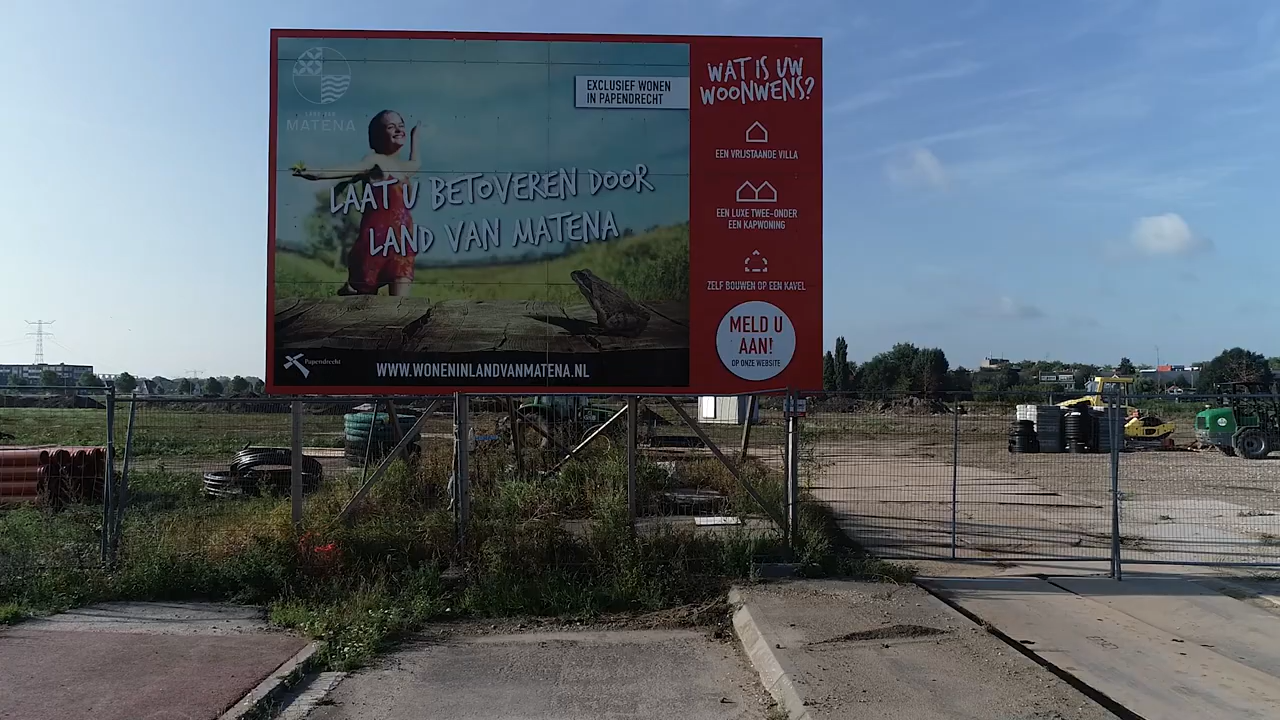 LAND VAN
MATENA
EXCLUSIEF WONEN
IN PAPENDRECHT
LAAT U BETOVEREN DOOR
LAND VAN MATENA
Papendrecht
WWW.WONENINLANDVANMATENA.NL
WAT IS UW
WOONWENS?
EEN VRIJSTAANDE VILLA
EEN LUXE TWEE-ONDER
EEN KAPWONING
ZELF BOUWEN OP EEN KAVEL
MELD U
AAN!
OP ONZE WEBSITE